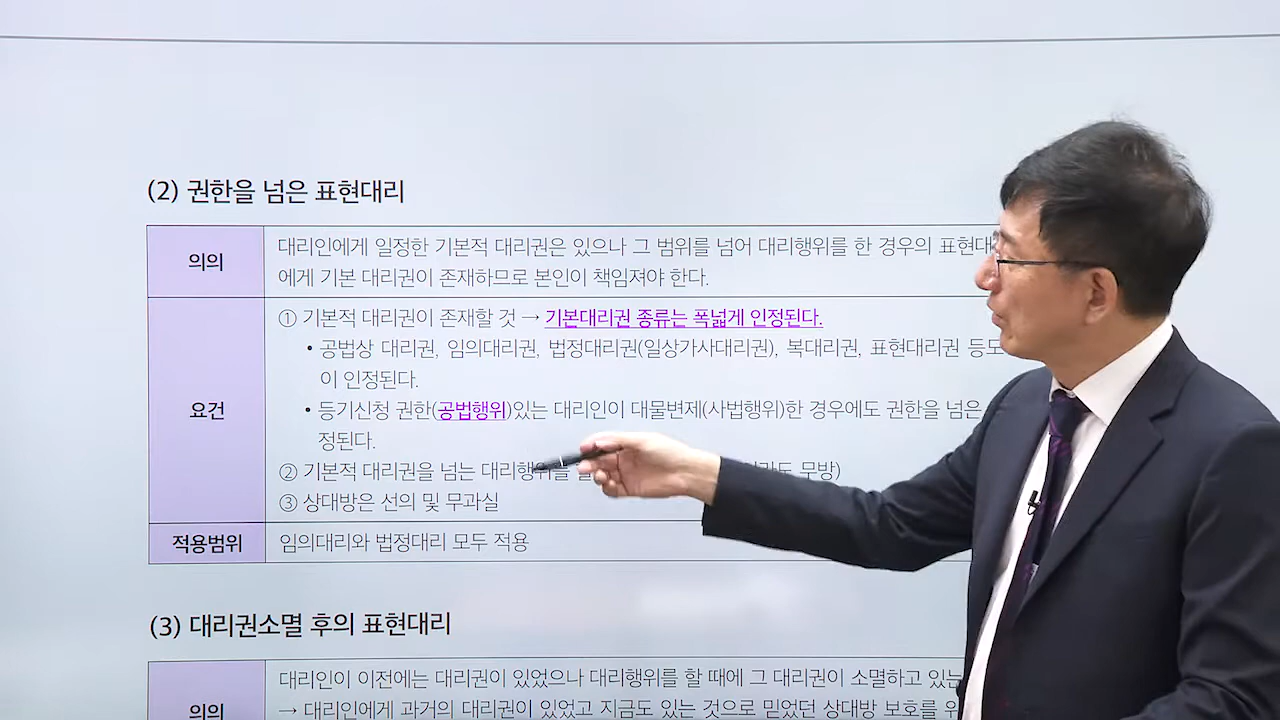 (2) 권한을 넘은 표현대리
의의
대리인에게 일정한 기본적 대리권은 있으나 그 범위를 넘어 대리행위를 한 경우의 표현대
에게 기본 대리권이 존재하므로 본인이 책임져야 한다.
요건
① 기본적 대리권이 존재할 것 → 기본대리권 종류는 폭넓게 인정된다.
• 공법상 대리권, 임의대리권, 법정대리권(일상가사대리권), 복대리권, 표현대리권 등도
이 인정된다.
• 등기신청 권한(공법행위)있는 대리인이 대물변제(사법행위)한 경우에도 권한을 넘은
정된다.
② 기본적 대리권을 넘는 대리행위를 무방)
③ 상대방은 선의 및 무과실
적용범위
임의대리와 법정대리 모두 적용
(3) 대리권소멸 후의 표현대리
의의
대리인이 이전에는 대리권이 있었으나 대리행위를 할 때에 그 대리권이 소멸하고 있는
→ 대리인에게 과거의 대리권이 있었고 지금도 있는 것으로 믿었던 상대방 보호를 위